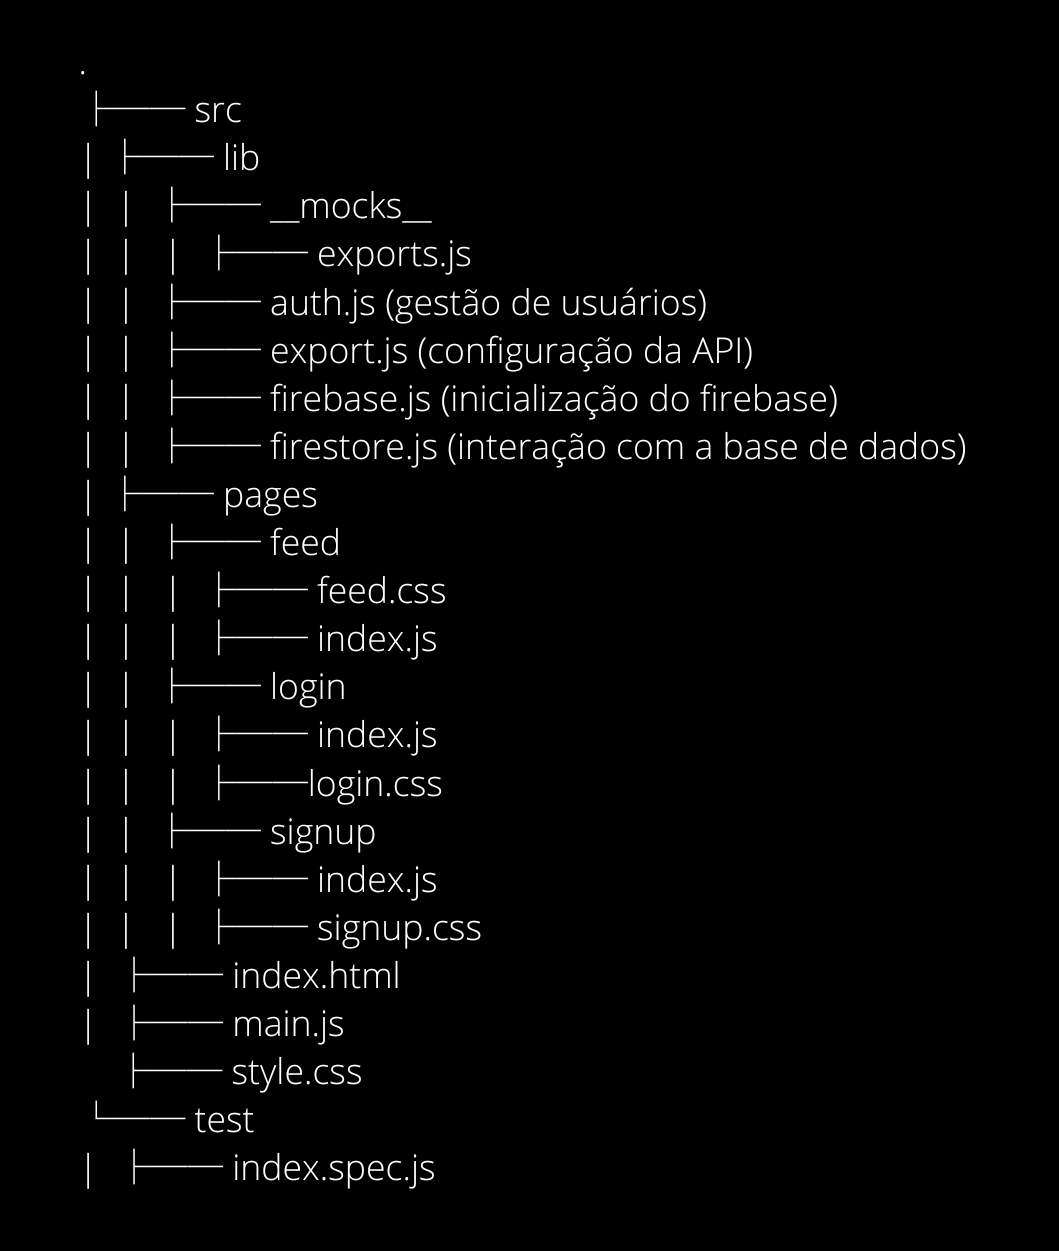 .
├── src
│ ├── lib
│ │ ├── __mocks__
│ │ │ ├── exports.js
│ │ ├── auth.js (gestão de usuários)
│ │ ├── export.js (configuração da API)
│ │ ├── firebase.js (inicialização do firebase)
│ │ ├── firestore.js (interação com a base de dados)
│ ├── pages
│ │ ├── feed
│ │ │ ├── feed.css
│ │ │ ├── index.js
│ │ ├── login
│ │ │ ├── index.js
│ │ │ ├──login.css
│ │ ├── signup
│ │ │ ├── index.js
│ │ │ ├── signup.css
│ ├── index.html
│ ├── main.js
  ├── style.css
└── test
│ ├── index.spec.js